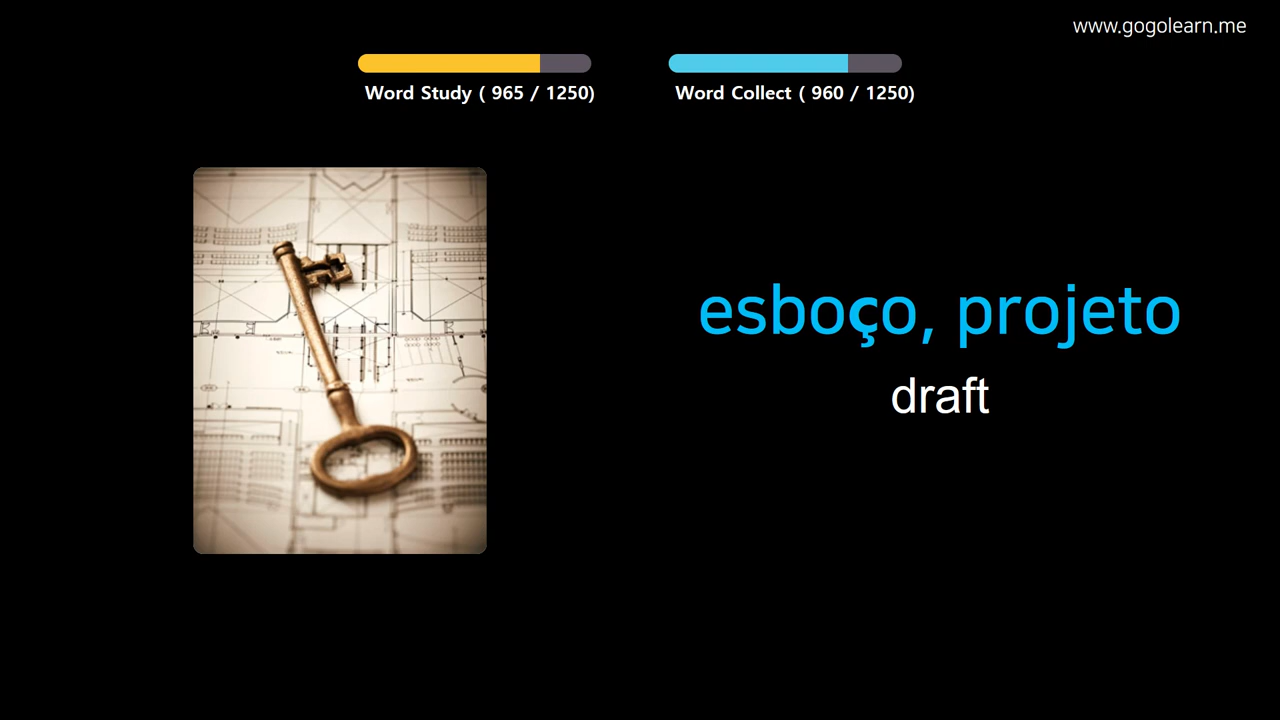 www.gogolearn.me
Word Study ( 965 / 1250)
Word Collect ( 960 / 1250)
esboço, projeto
draft